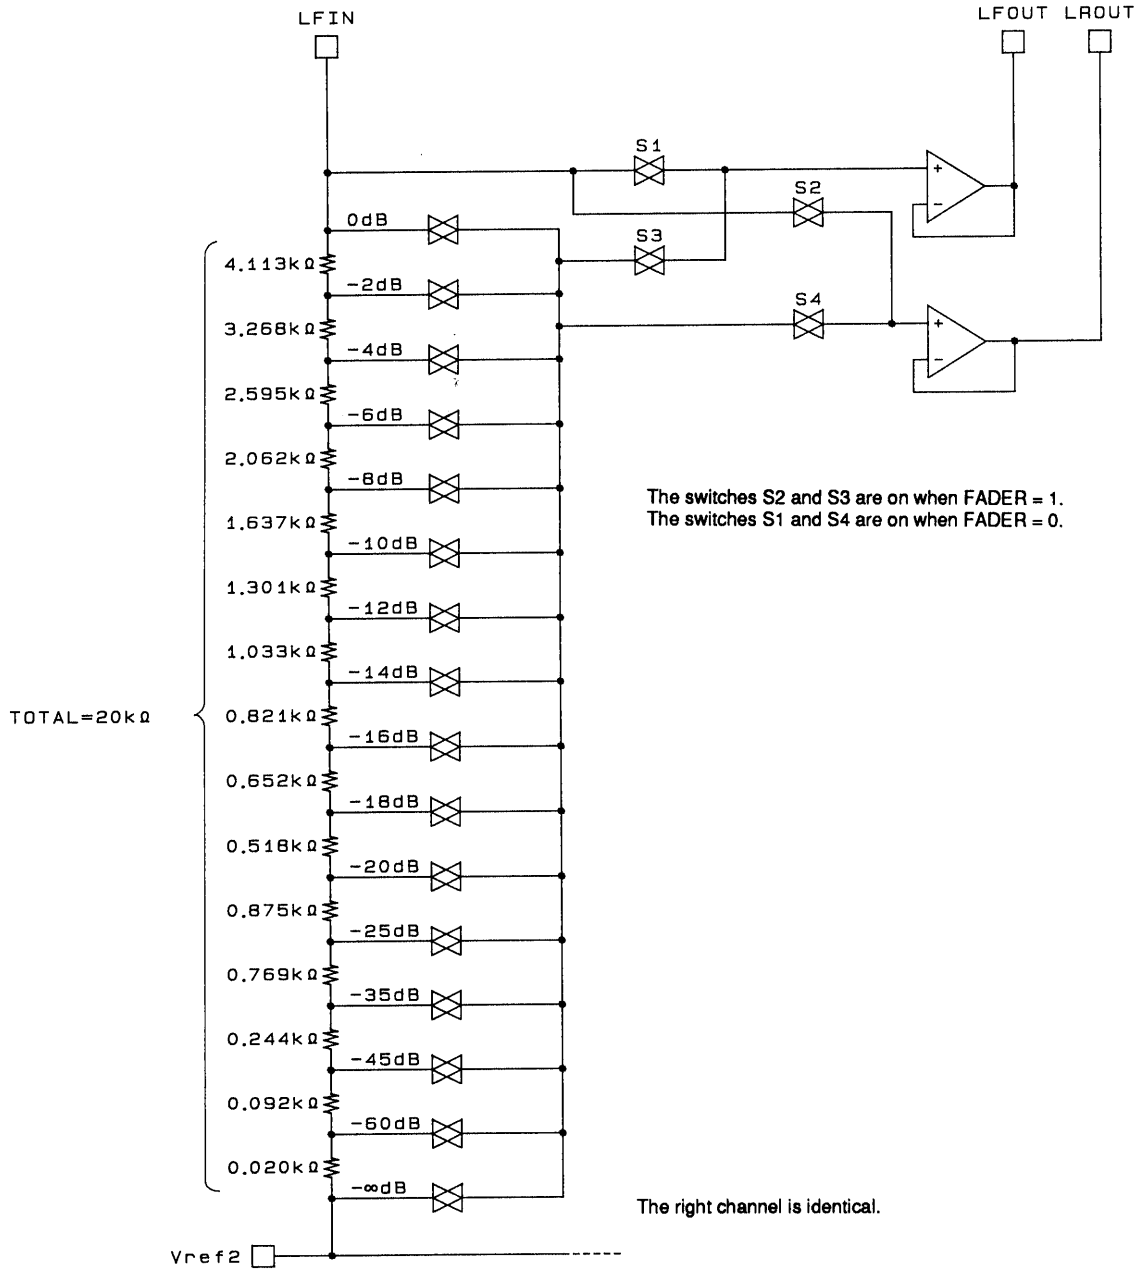 LFIN
LFOUT LROUT
S1
S2
0dB
S3
4.113kΩ
-2dB
S4
3.268kΩ
-4dB
2.595kΩ
-6dB
2.062kΩ
-8dB
The switches S2 and S3 are on when FADER = 1.
The switches S1 and S4 are on when FADER = 0.
1.637kΩ
-10dB
1.301kΩ
-12dB
1.033kΩ
-14dB
TOTAL=20kΩ
0.821kΩ
-16dB
0.652kΩ
-18dB
0.518kΩ
-20dB
0.875kΩ
-25dB
0.769kΩ
-35dB
0.244kΩ
-45dB
0.092kΩ
-60dB
0.020kΩ
-∞dB
The right channel is identical.
Vref2